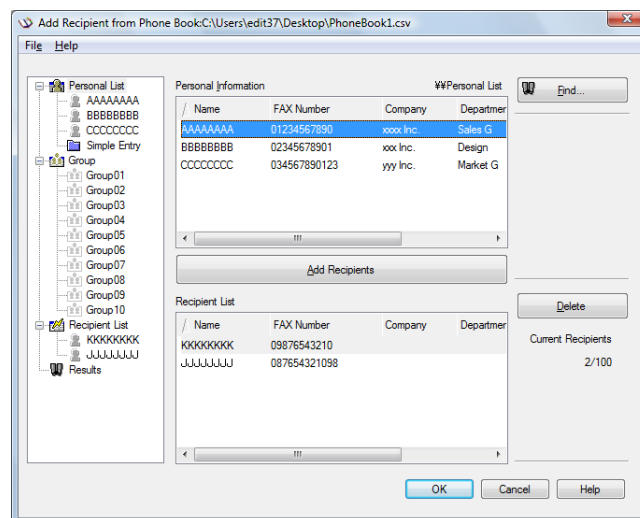 Add Recipient from Phone Book:C:\Users\edit37\Desktop\PhoneBook1.csv
File Help
Personal List
AAAAAAAA
BBBBBBBB
CCCCCCCC
Simple Entry
Group
Group01
Group02
Group03
Group04
Group05
Group06
Group07
Group08
Group09
Group10
Recipient List
KKKKKKKK
JJJJJJJJ
Results
Personal Information ¥¥Personal List
Name FAX Number Company Departmer
AAAAAAAA 01234567890 xxxx Inc. Sales G
BBBBBBBB 02345678901 xxx Inc. Design
CCCCCCCC 034567890123 yyy Inc. Market G
Add Recipients
Recipient List
Name FAX Number Company Departmer
KKKKKKKK 09876543210
JJJJJJJJ 087654321098
Find...
Delete
Current Recipients
2/100
OK Cancel Help